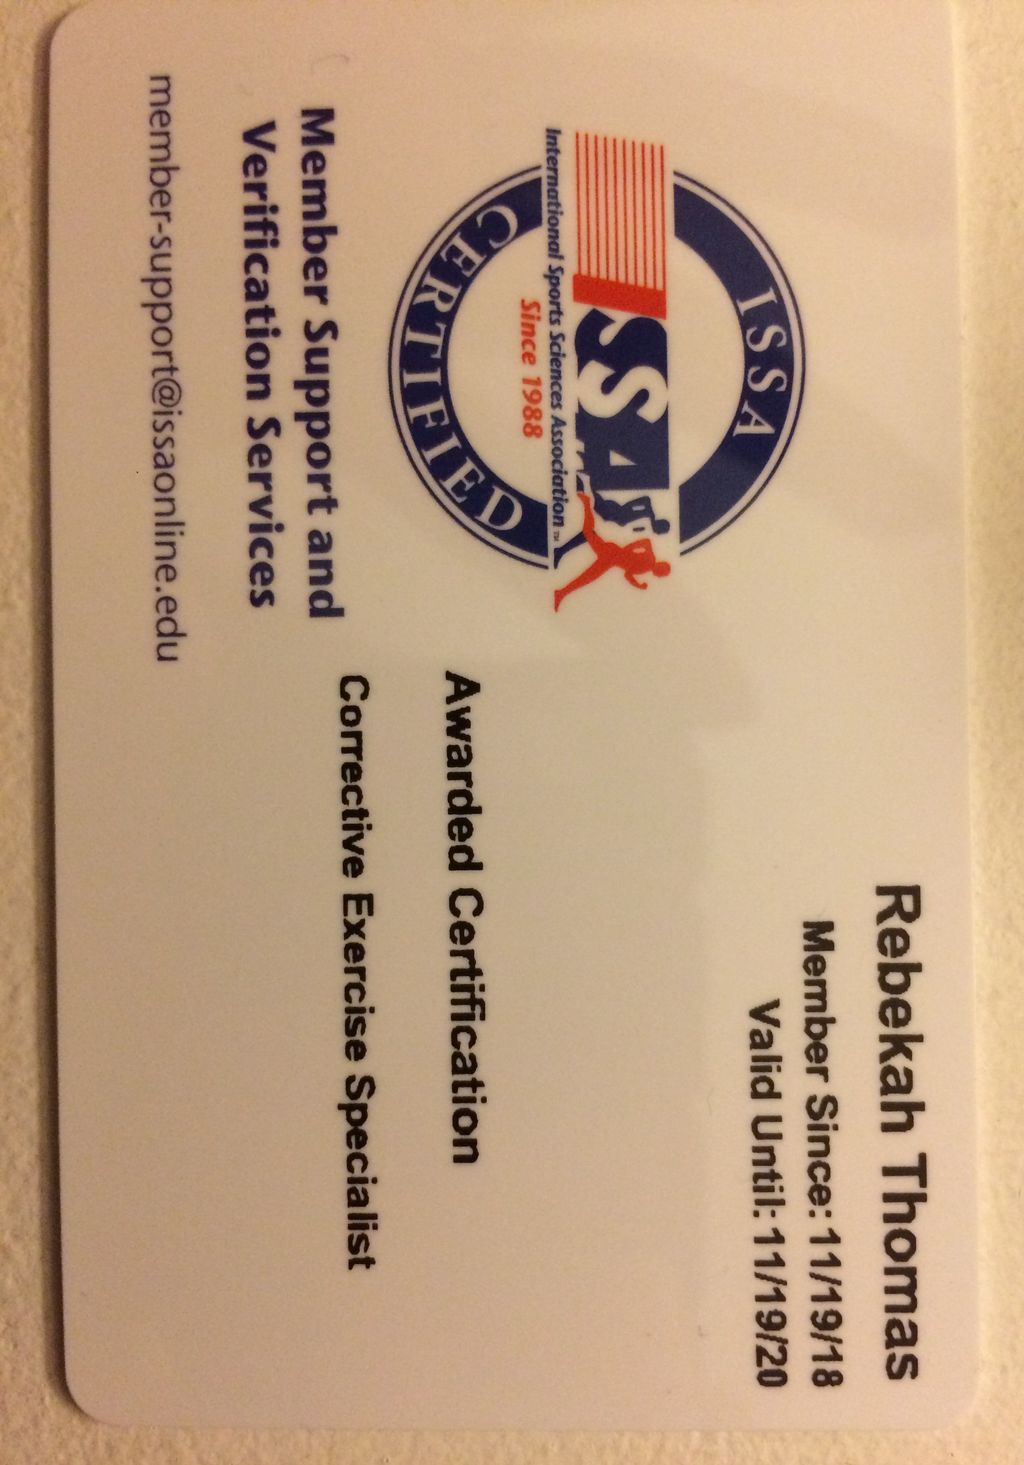 Rebekah Thomas
Member Since: 11/19/18
Valid Until: 11/19/20
ISSA
ISSA
International Sports Sciences Association™
Since 1988
CERTIFIED
Awarded Certification
Corrective Exercise Specialist
Member Support and
Verification Services
member-support@issaonline.edu